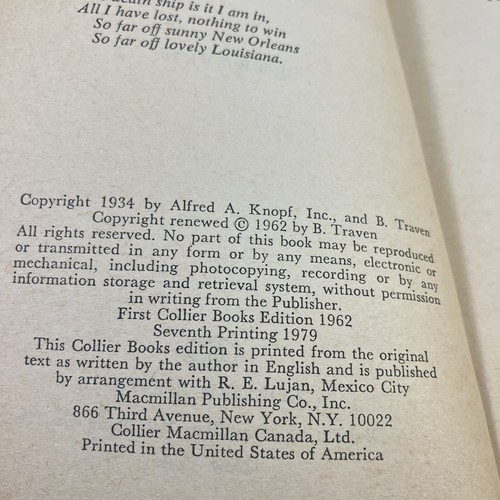 death ship is it I am in,
All I have lost, nothing to win
So far off sunny New Orleans
So far off lovely Louisiana.
Copyright 1934 by Alfred A. Knopf, Inc., and B. Traven
Copyright renewed © 1962 by B. Traven
All rights reserved. No part of this book may be reproduced
or transmitted in any form or by any means, electronic or
mechanical, including photocopying, recording or by any
information storage and retrieval system, without permission
in writing from the Publisher.
First Collier Books Edition 1962
Seventh Printing 1979
This Collier Books edition is printed from the original
text as written by the author in English and is published
by arrangement with R. E. Lujan, Mexico City
Macmillan Publishing Co., Inc.
866 Third Avenue, New York, N.Y. 10022
Collier Macmillan Canada, Ltd.
Printed in the United States of America